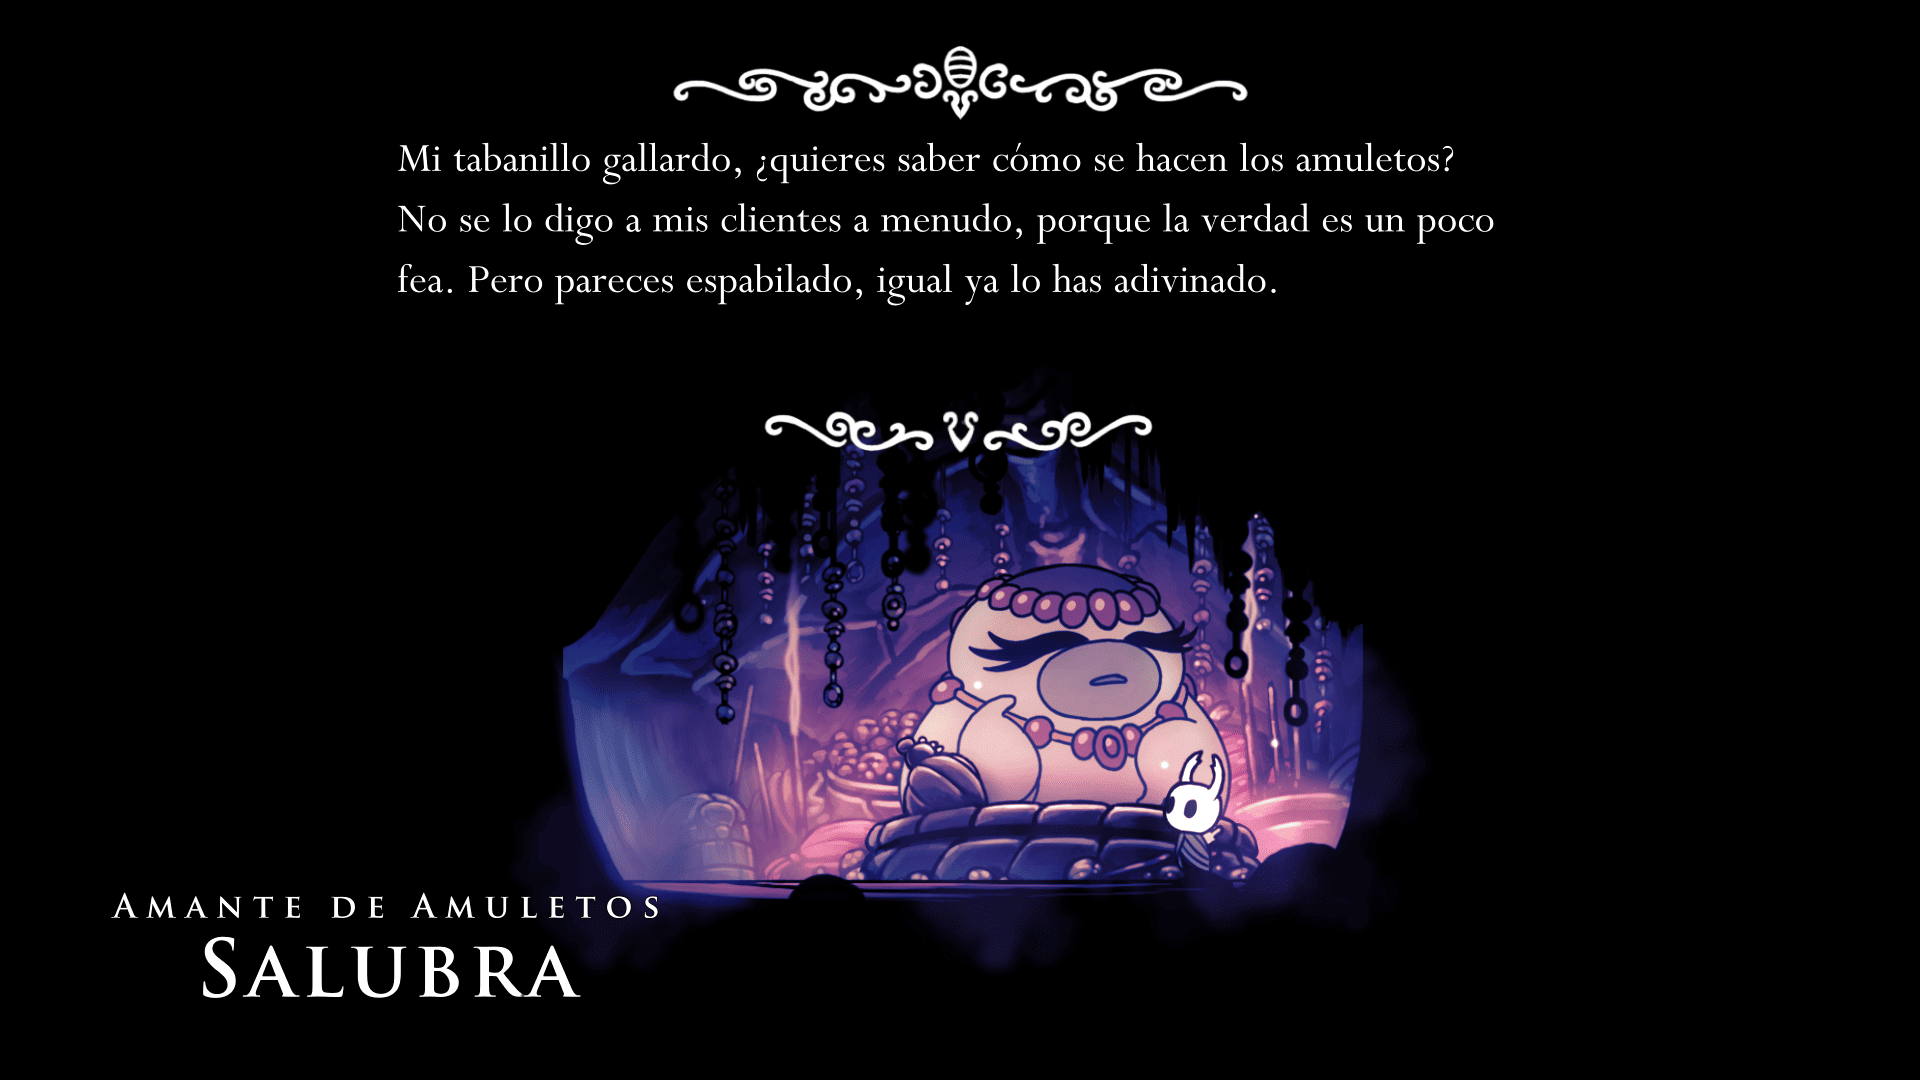 Mi tabanillo gallardo, ¿quieres saber cómo se hacen los amuletos?
No se lo digo a mis clientes a menudo, porque la verdad es un poco
fea. Pero pareces espabilado, igual ya lo has adivinado.
Amante de Amuletos
Salubra